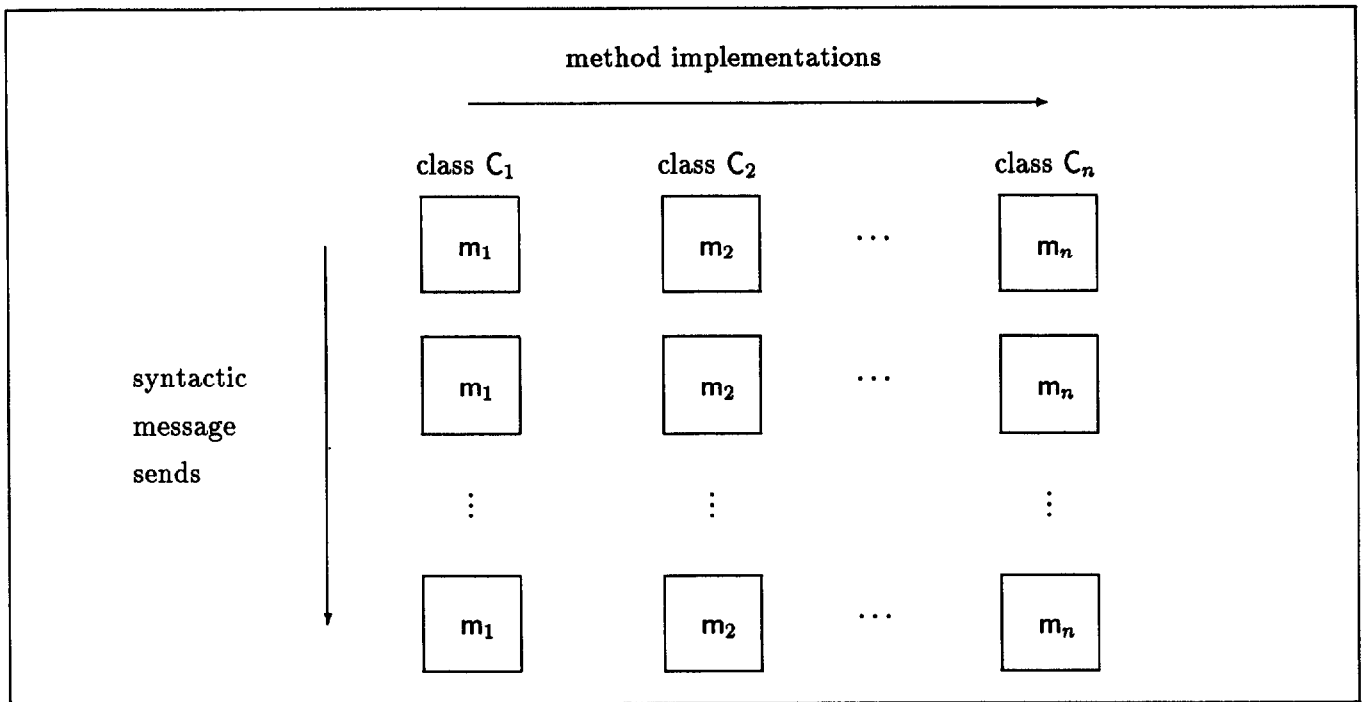 method implementations
class C₁ class C₂ class Cₙ
m₁ m₂ ⋯ mₙ
m₁ m₂ ⋯ mₙ
syntactic
message
sends
⋮ ⋮ ⋮
m₁ m₂ ⋯ mₙ